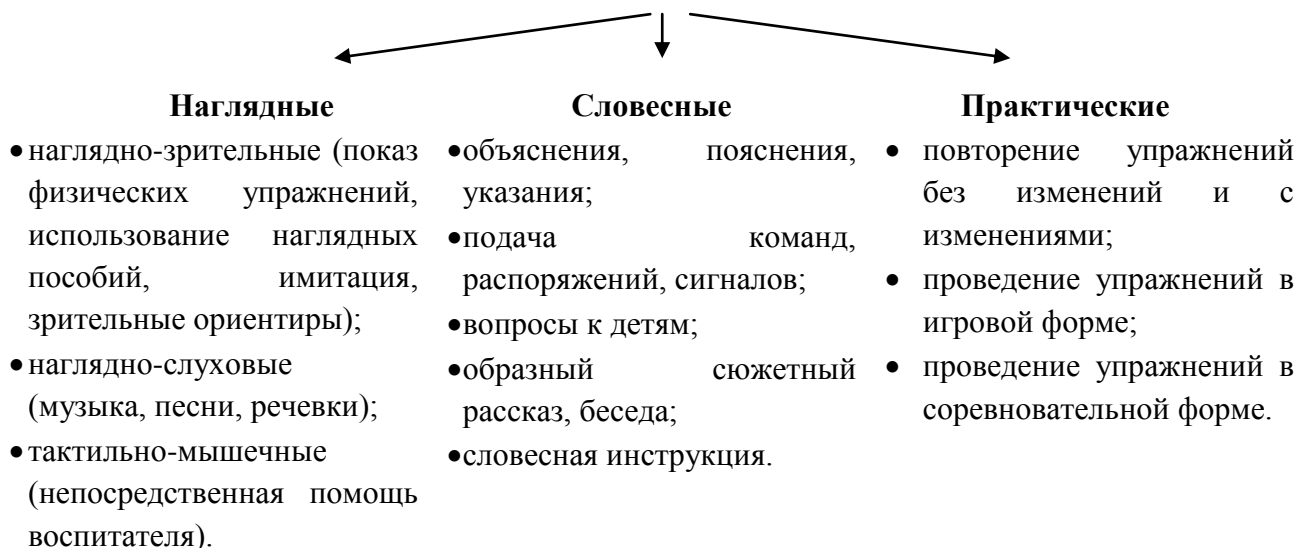 Наглядные
• наглядно-зрительные (показ
физических упражнений,
использование наглядных
пособий, имитация,
зрительные ориентиры);
• наглядно-слуховые
(музыка, песни, речевки);
• тактильно-мышечные
(непосредственная помощь
воспитателя).
Словесные
•объяснения, пояснения,
указания;
•подача команд,
распоряжений, сигналов;
•вопросы к детям;
•образный сюжетный
рассказ, беседа;
•словесная инструкция.
Практические
• повторение упражнений
без изменений и с
изменениями;
• проведение упражнений в
игровой форме;
• проведение упражнений в
соревновательной форме.